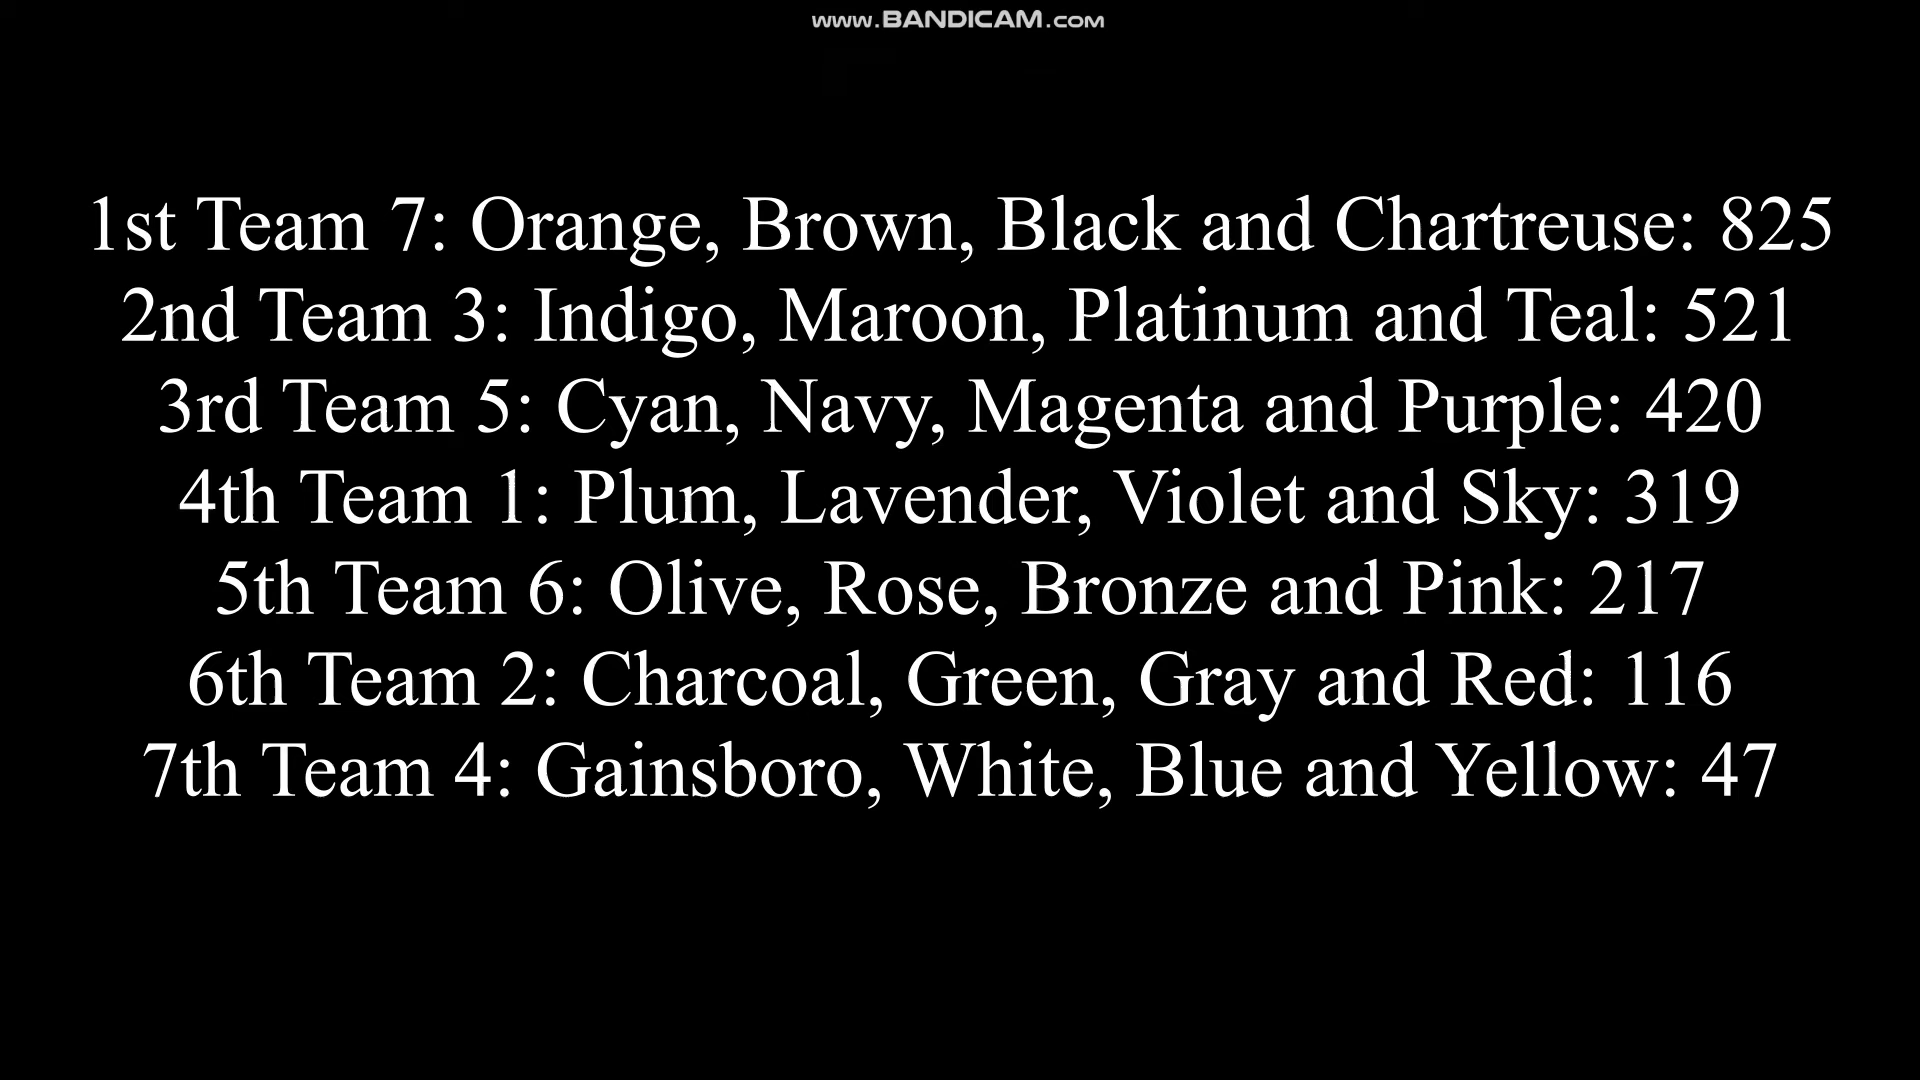 www.BANDICAM.com
1st Team 7: Orange, Brown, Black and Chartreuse: 825
2nd Team 3: Indigo, Maroon, Platinum and Teal: 521
3rd Team 5: Cyan, Navy, Magenta and Purple: 420
4th Team 1: Plum, Lavender, Violet and Sky: 319
5th Team 6: Olive, Rose, Bronze and Pink: 217
6th Team 2: Charcoal, Green, Gray and Red: 116
7th Team 4: Gainsboro, White, Blue and Yellow: 47